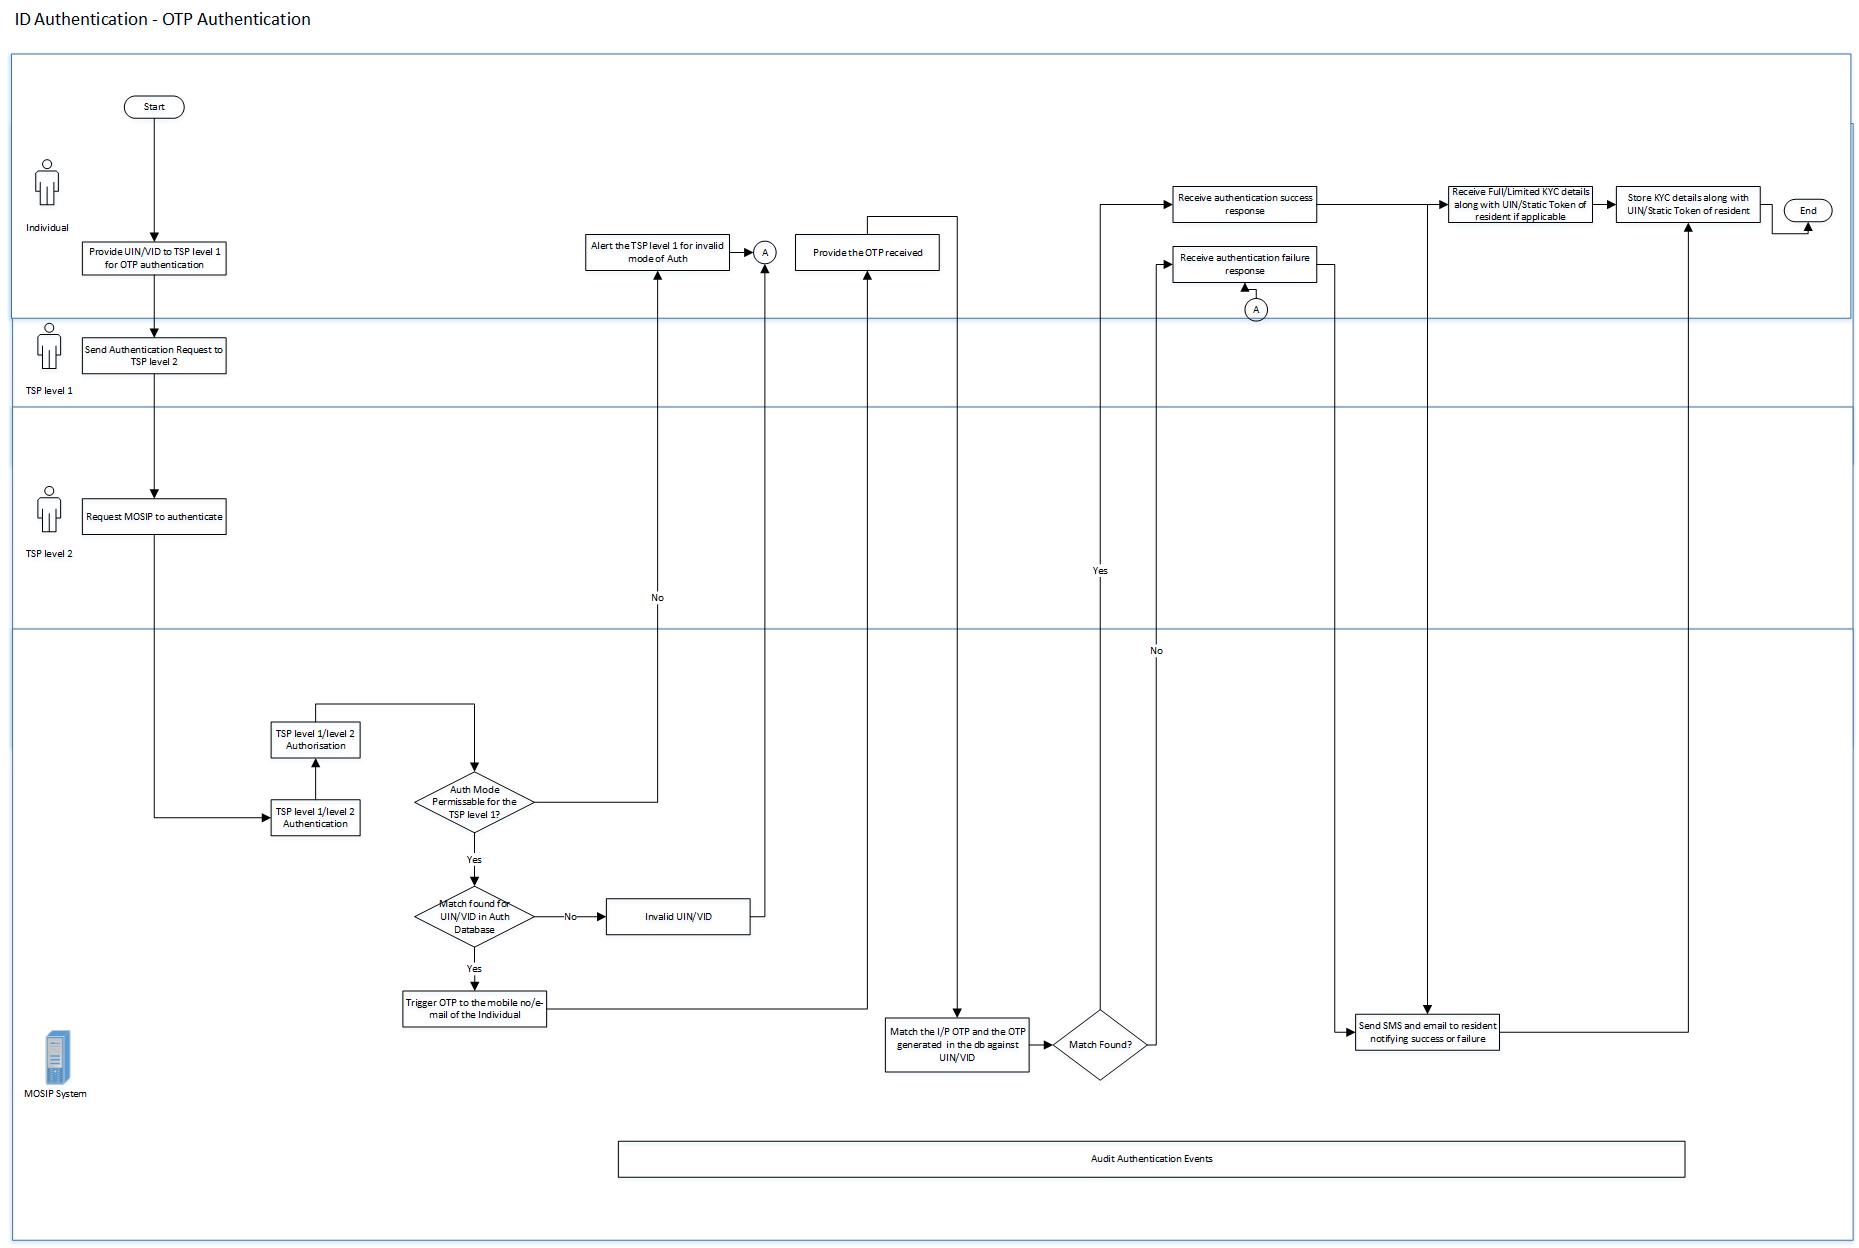 ID Authentication - OTP Authentication
Start
Individual
Provide UIN/VID to TSP level 1
for OTP authentication
Alert the TSP level 1 for invalid
mode of Auth
A
Provide the OTP received
Receive authentication success
response
Receive authentication failure
response
A
Receive Full/Limited KYC details
along with UIN/Static Token of
resident if applicable
Store KYC details along with
UIN/Static Token of resident
End
TSP level 1
Send Authentication Request to
TSP level 2
TSP level 2
Request MOSIP to authenticate
Yes
No
No
TSP level 1/level 2
Authorisation
TSP level 1/level 2
Authentication
Auth Mode
Permissable for the
TSP level 1?
Yes
Match found for
UIN/VID in Auth
Database
No
Invalid UIN/VID
Yes
Trigger OTP to the mobile no/e-
mail of the Individual
Match the I/P OTP and the OTP
generated in the db against
UIN/VID
Match Found?
Send SMS and email to resident
notifying success or failure
MOSIP System
Audit Authentication Events